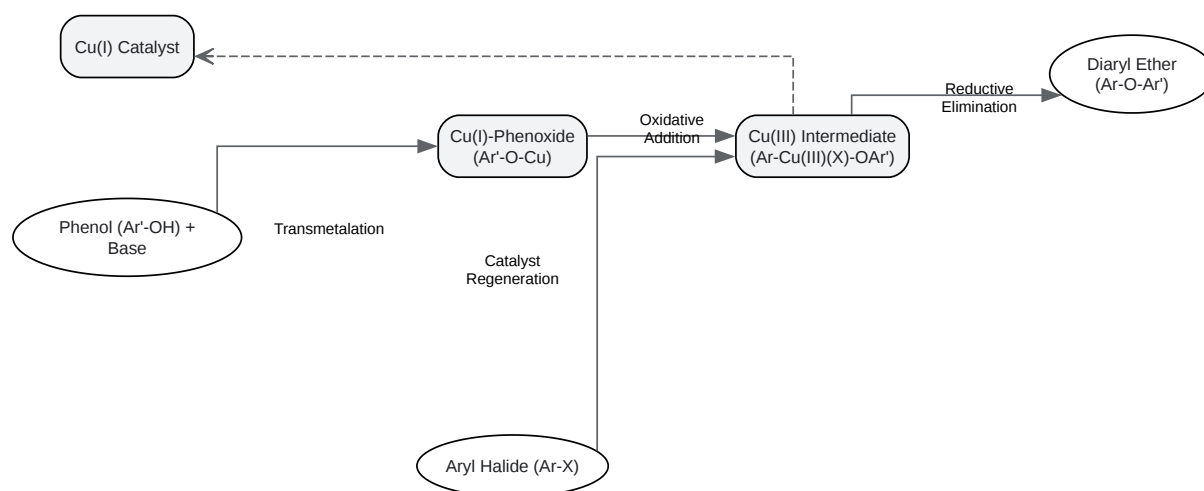 Cu(I) Catalyst
Diaryl Ether
(Ar-O-Ar')
Reductive
Elimination
Oxidative
Addition
Cu(I)-Phenoxide
(Ar'-O-Cu)
Cu(III) Intermediate
(Ar-Cu(III)(X)-OAr')
Phenol (Ar'-OH) +
Base
Transmetalation
Catalyst
Regeneration
Aryl Halide (Ar-X)